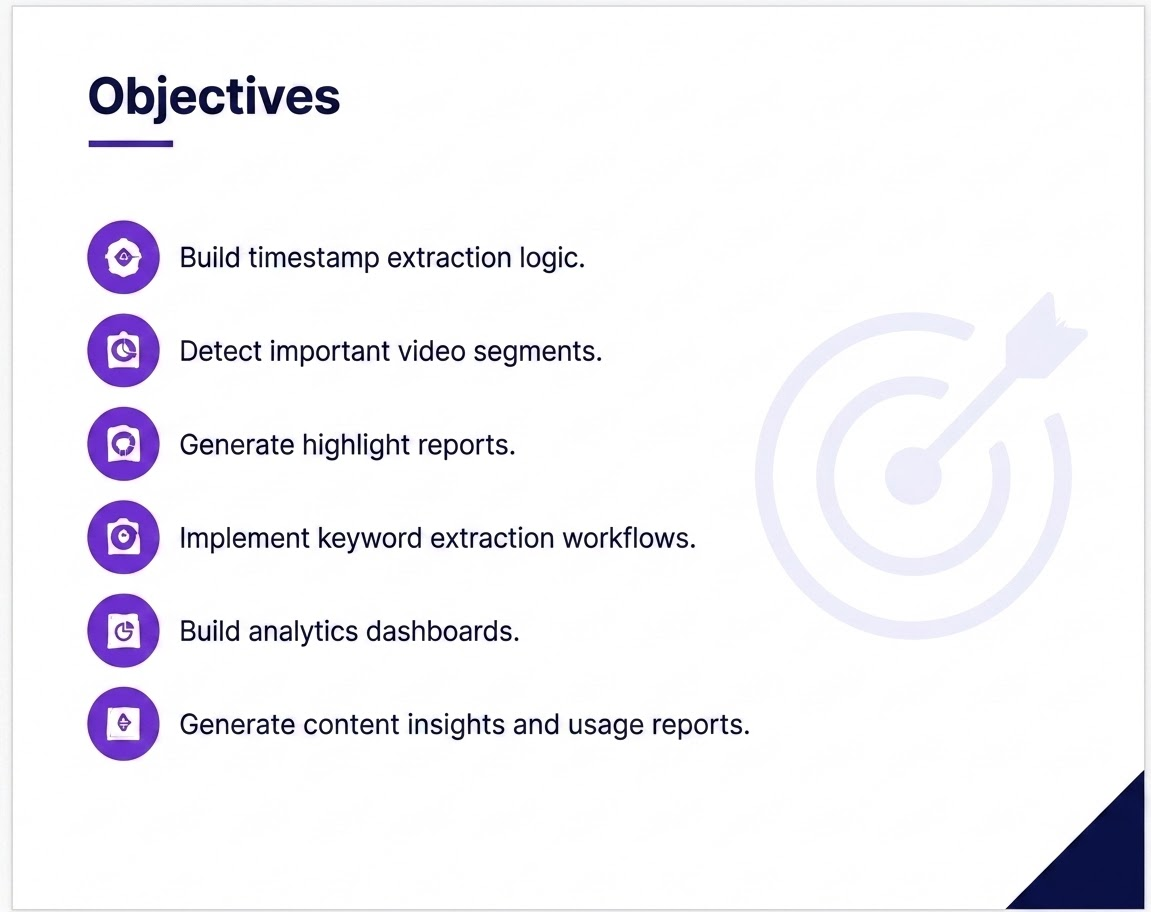 Objectives
Build timestamp extraction logic.
Detect important video segments.
Generate highlight reports.
Implement keyword extraction workflows.
Build analytics dashboards.
Generate content insights and usage reports.